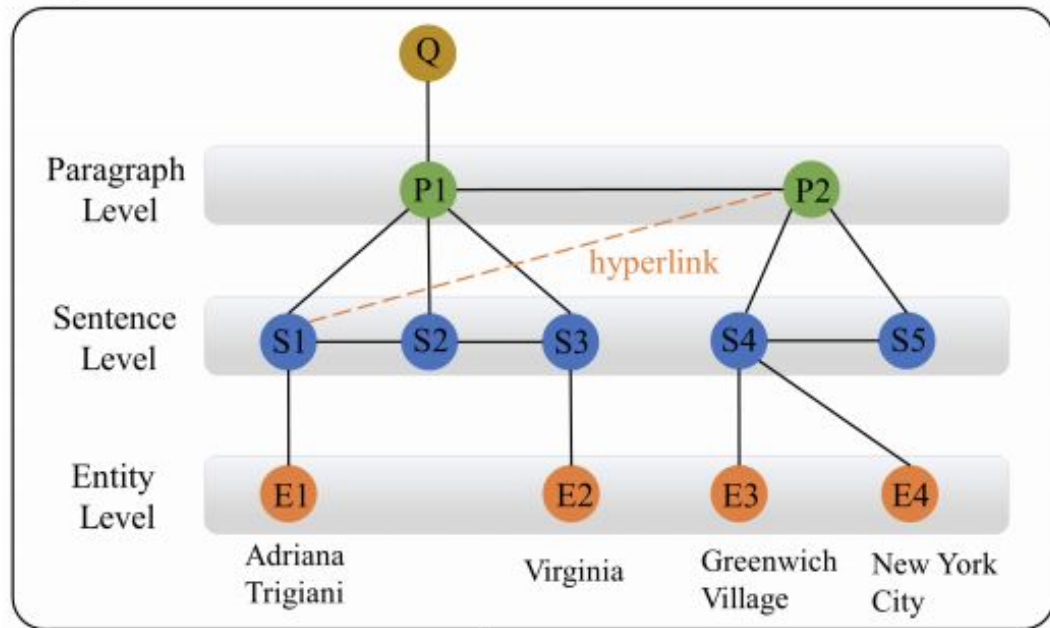 Q
Paragraph
Level
P1
P2
hyperlink
Sentence
Level
S1
S2
S3
S4
S5
Entity
Level
E1
E2
E3
E4
Adriana
Trigiani
Virginia
Greenwich
Village
New York
City